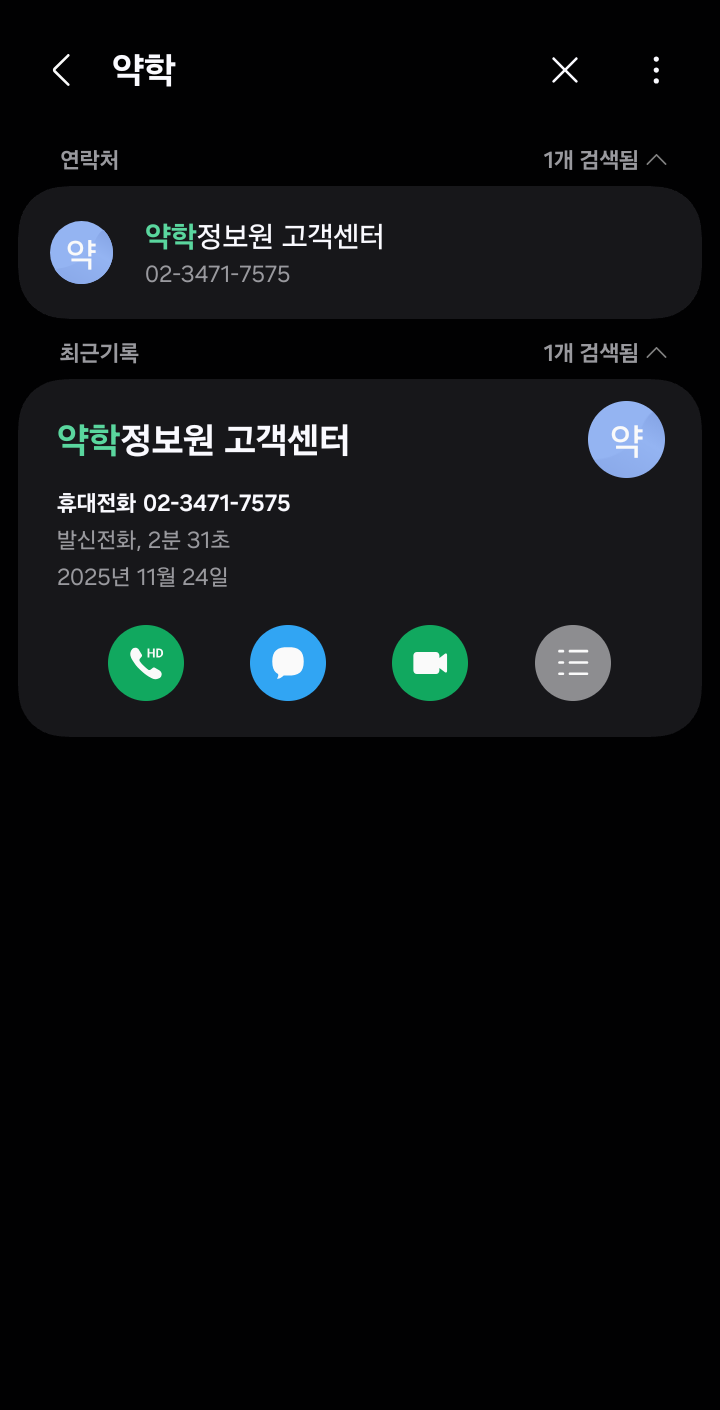 약학
연락처
1개 검색됨
약
약학정보원 고객센터
02-3471-7575
최근기록
1개 검색됨
약학정보원 고객센터
약
휴대전화 02-3471-7575
발신전화, 2분 31초
2025년 11월 24일
HD